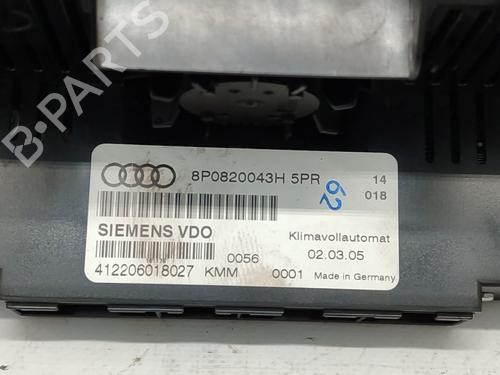 B-Parts
8P0820043H 5PR
14
018
62
SIEMENS VDO
Klimavollautomat
0056
02.03.05
412206018027 KMM
0001
Made in Germany